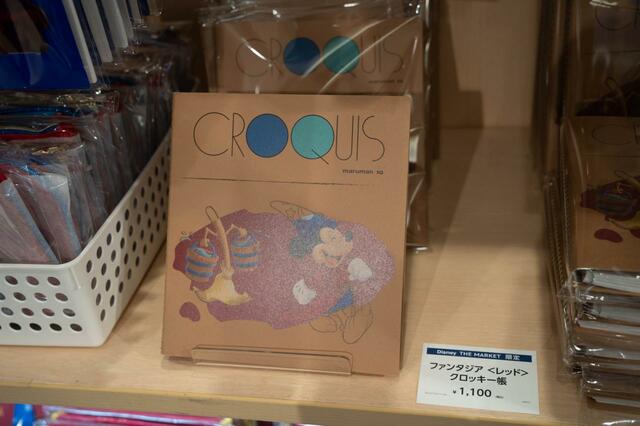 CROQUIS
CROQUIS
maruman
Disney THE MARKET 限定
ファンタジア <レッド>
クロッキー帳
¥1,100